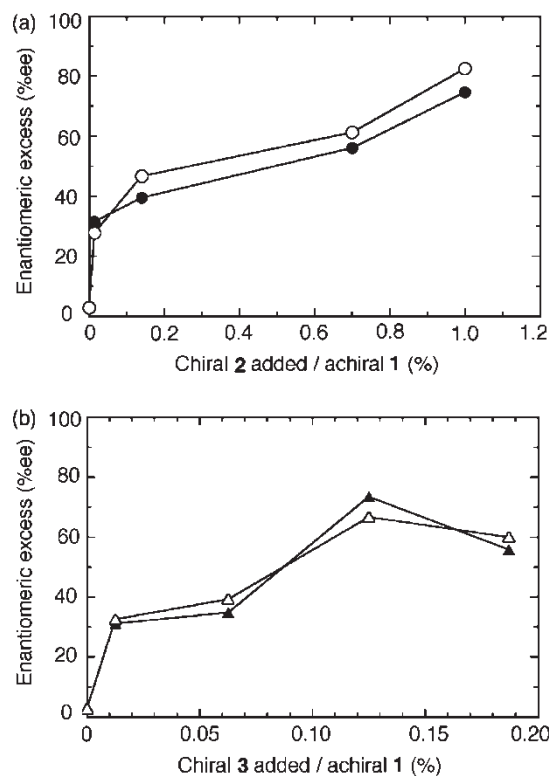 (a)
100
80
60
40
20
0
Enantiomeric excess (%ee)
0 0.2 0.4 0.6 0.8 1.0 1.2
Chiral 2 added / achiral 1 (%)
(b)
100
80
60
40
20
0
Enantiomeric excess (%ee)
0 0.05 0.10 0.15 0.20
Chiral 3 added / achiral 1 (%)